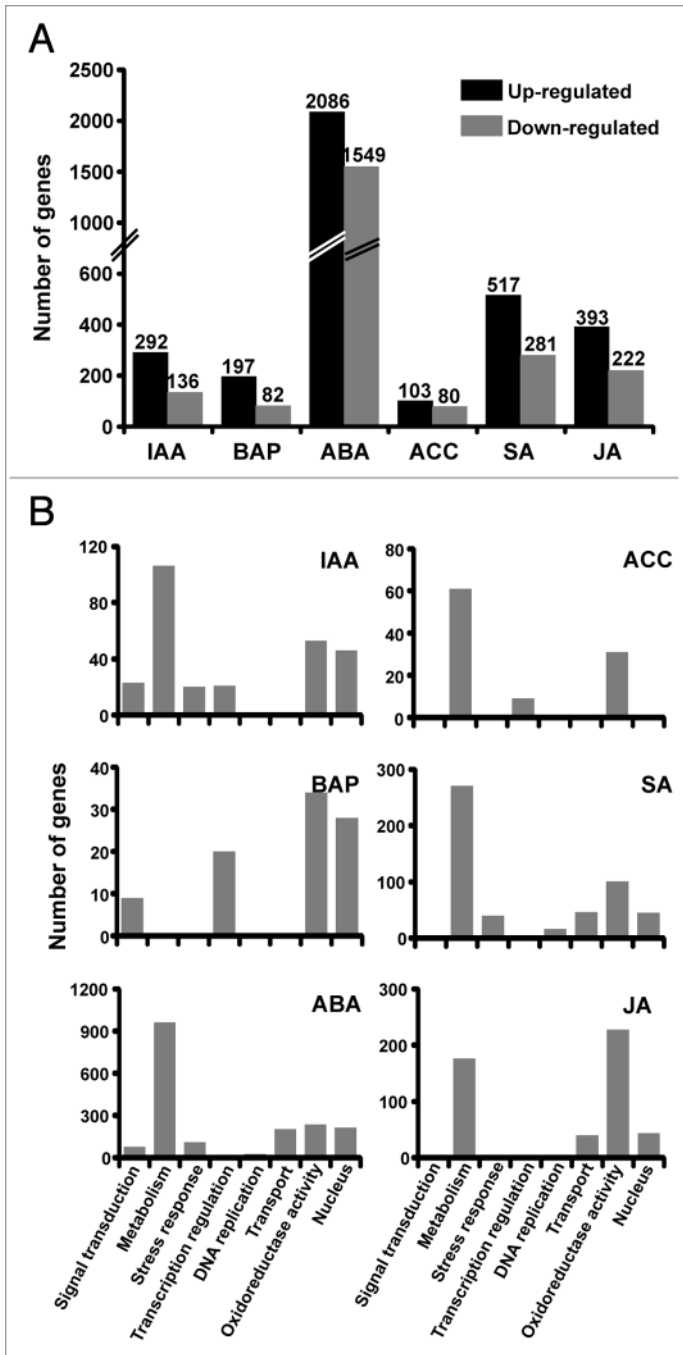 A
Number of genes
2500
2000
1500
1000
600
400
200
0
Up-regulated
Down-regulated
292
136
197
82
2086
1549
103
80
517
281
393
222
IAA BAP ABA ACC SA JA
B
Number of genes
IAA
120
80
40
0
ACC
80
60
40
20
0
BAP
40
30
20
10
0
SA
300
200
100
0
ABA
1200
900
600
300
0
JA
300
200
100
0
Signal transduction
Metabolism
Stress response
Transcription regulation
DNA replication
Transport
Oxidoreductase activity
Nucleus
Signal transduction
Metabolism
Stress response
Transcription regulation
DNA replication
Transport
Oxidoreductase activity
Nucleus